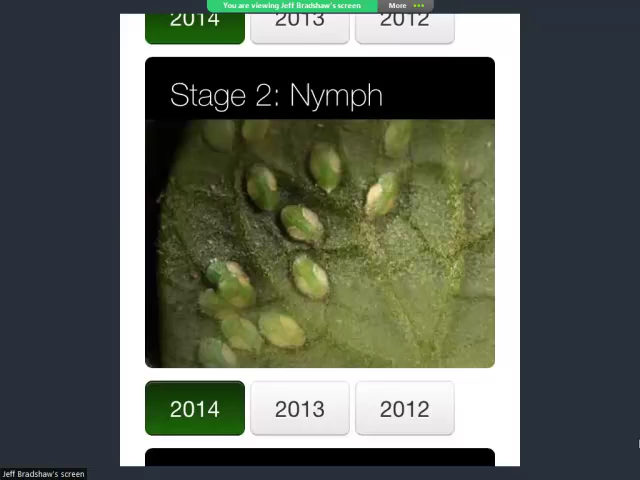 You are viewing Jeff Bradshaw's screen More
2014 2013 2012
Stage 2: Nymph
2014 2013 2012
Jeff Bradshaw's screen